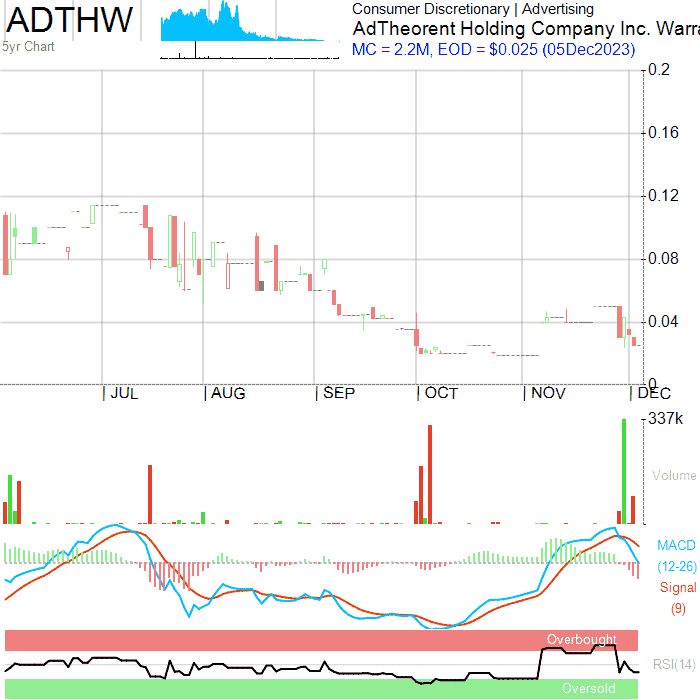 ADTHW
5yr Chart
Consumer Discretionary | Advertising
AdTheorent Holding Company Inc. Warra
MC = 2.2M, EOD = $0.025 (05Dec2023)
0.2
0.16
0.12
0.08
0.04
0
| JUL | AUG | SEP | OCT | NOV | DEC
337k
Volume
MACD
(12-26)
Signal
(9)
Overbought
RSI(14)
Oversold